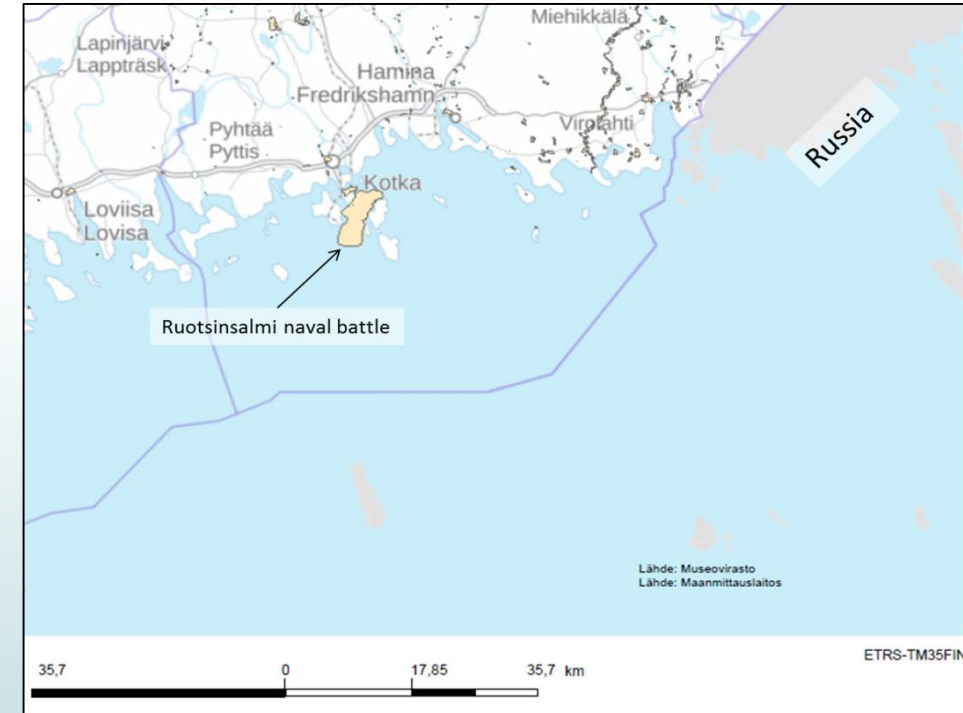 Miehikkälä
Lapinjärvi
Lappträsk
Hamina
Fredrikshamn
Pyhtää
Pyttis
Virolahti
Russia
Kotka
Loviisa
Lovisa
Ruotsinsalmi naval battle
Lähde: Museovirasto
Lähde: Maanmittauslaitos
ETRS-TM35FIN
35,7 0 17,85 35,7 km